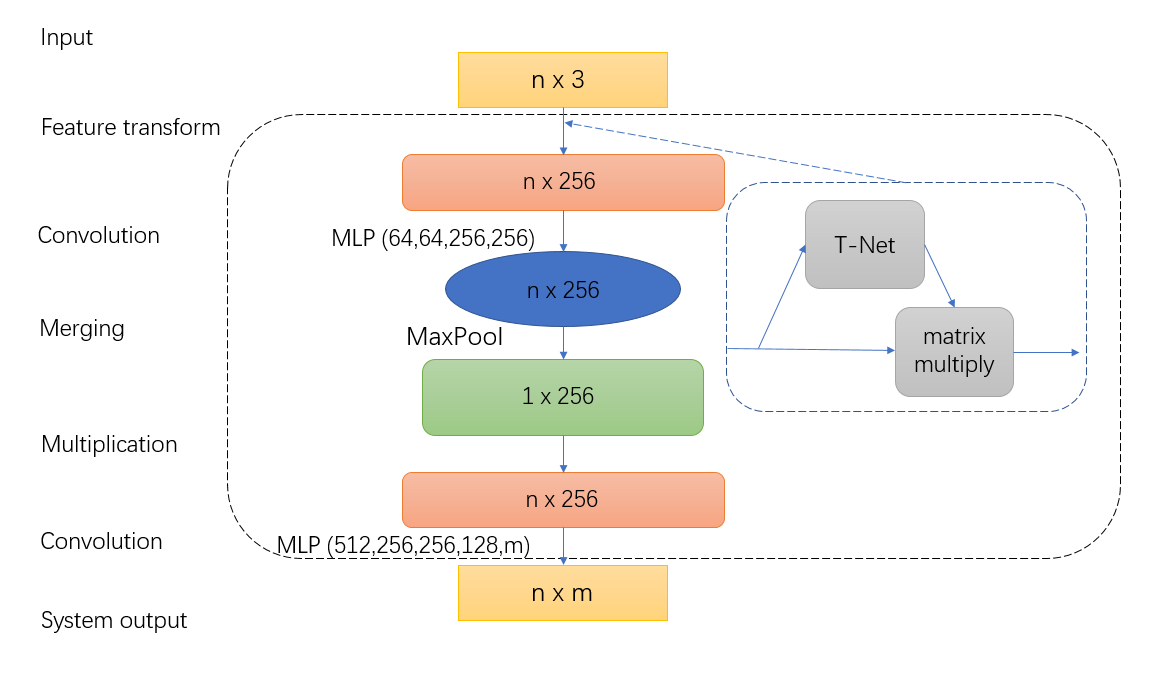 Input
n x 3
Feature transform
n x 256
Convolution
MLP (64,64,256,256)
T-Net
n x 256
Merging
MaxPool
matrix
multiply
1 x 256
Multiplication
n x 256
Convolution
MLP (512,256,256,128,m)
n x m
System output